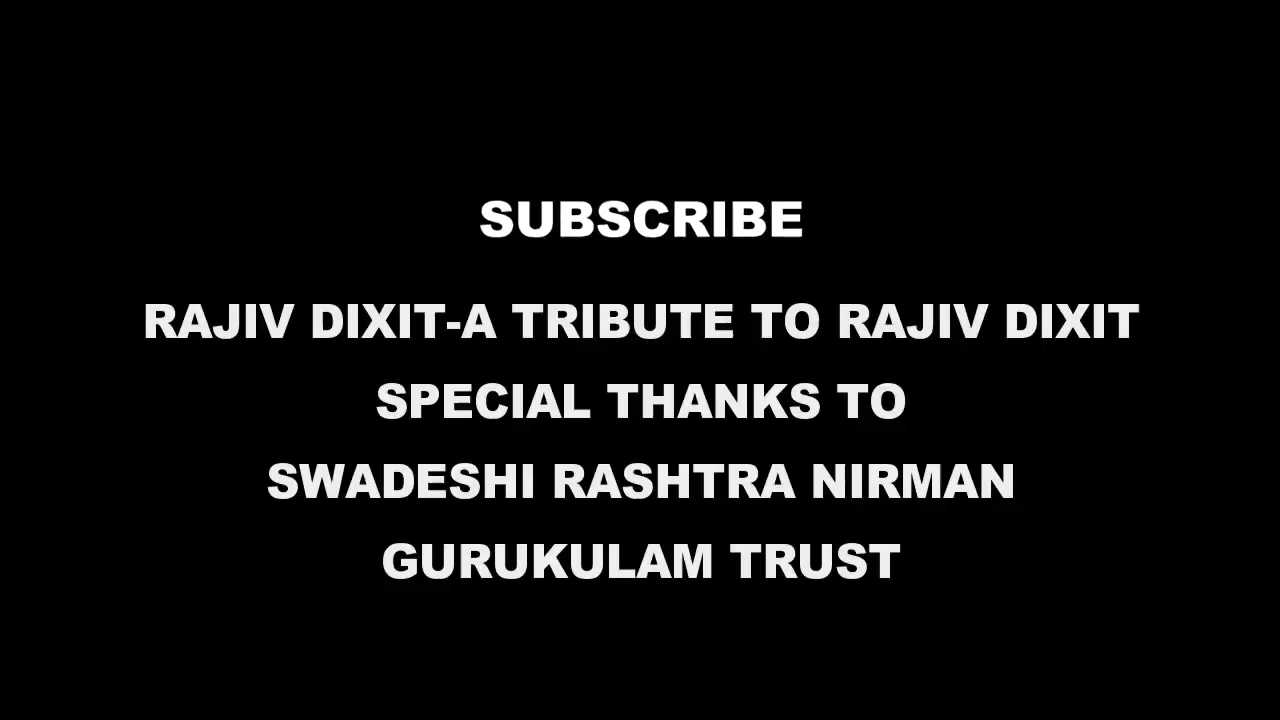 SUBSCRIBE
RAJIV DIXIT-A TRIBUTE TO RAJIV DIXIT
SPECIAL THANKS TO
SWADESHI RASHTRA NIRMAN
GURUKULAM TRUST